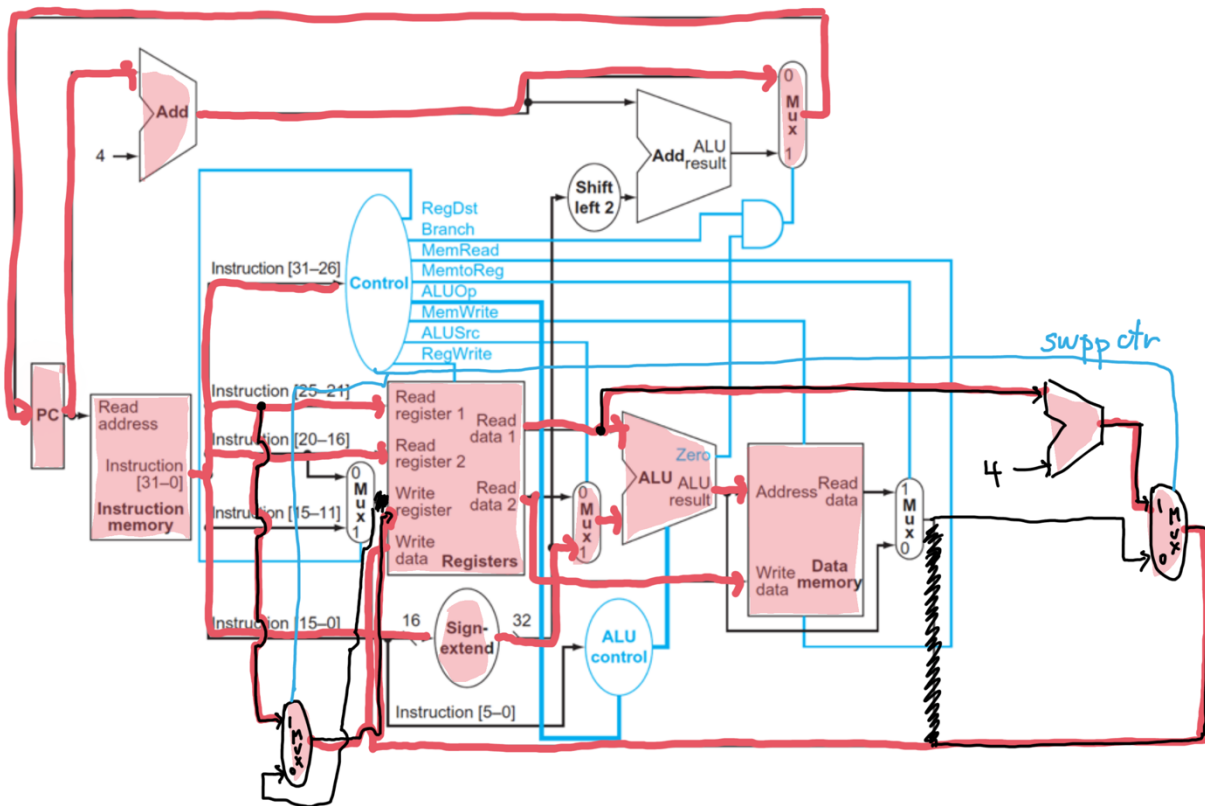 Add
4
0
Mux
1
Add
ALU
result
Shift
left 2
RegDst
Branch
MemRead
MemtoReg
ALUOp
MemWrite
ALUSrc
RegWrite
Control
Instruction [31–26]
swpp ctr
PC
Read
address
Instruction
[31–0]
Instruction
memory
Instruction [25–21]
Instruction [20–16]
Instruction [15–11]
0
Mux
1
Read
register 1
Read
register 2
Write
register
Write
data
Read
data 1
Read
data 2
Registers
0
Mux
1
Zero
ALU
ALU
result
Address
Read
data
Write
data
Data
memory
1
Mux
0
4
1
Mux
0
Instruction [15–0]
16
Sign-
extend
32
ALU
control
Instruction [5–0]
1
Mux
0